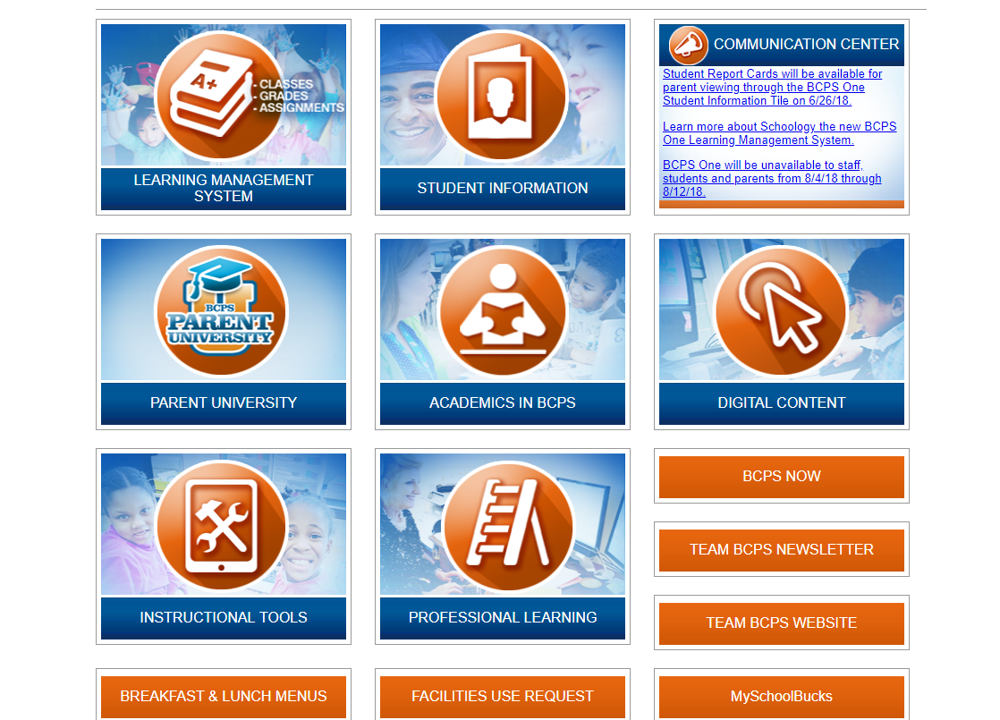 A+
- CLASSES
- GRADES
- ASSIGNMENTS
LEARNING MANAGEMENT
SYSTEM
STUDENT INFORMATION
COMMUNICATION CENTER
Student Report Cards will be available for
parent viewing through the BCPS One
Student Information Tile on 6/26/18.
Learn more about Schoology the new BCPS
One Learning Management System.
BCPS One will be unavailable to staff,
students and parents from 8/4/18 through
8/12/18.
BCPS
PARENT
UNIVERSITY
PARENT UNIVERSITY
ACADEMICS IN BCPS
DIGITAL CONTENT
INSTRUCTIONAL TOOLS
PROFESSIONAL LEARNING
BCPS NOW
TEAM BCPS NEWSLETTER
TEAM BCPS WEBSITE
BREAKFAST & LUNCH MENUS
FACILITIES USE REQUEST
MySchoolBucks